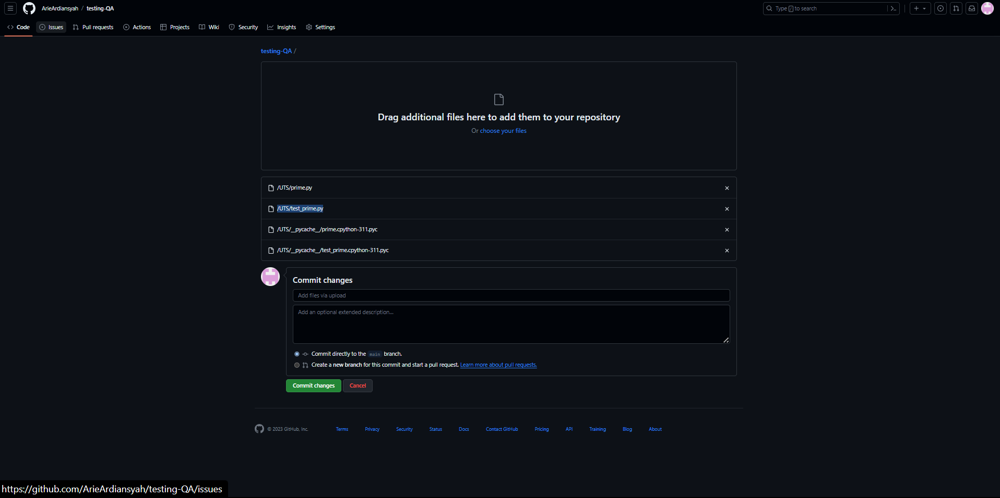 ArieArdiansyah / testing-QA
Type / to search
Code Issues Pull requests Actions Projects Wiki Security Insights Settings
testing-QA /
Drag additional files here to add them to your repository
Or choose your files
/UTS/prime.py
/UTS/test_prime.py
/UTS/__pycache__/prime.cpython-311.pyc
/UTS/__pycache__/test_prime.cpython-311.pyc
Commit changes
Add files via upload
Add an optional extended description...
Commit directly to the main branch.
Create a new branch for this commit and start a pull request. Learn more about pull requests.
Commit changes Cancel
© 2023 GitHub, Inc. Terms Privacy Security Status Docs Contact GitHub Pricing API Training Blog About
https://github.com/ArieArdiansyah/testing-QA/issues